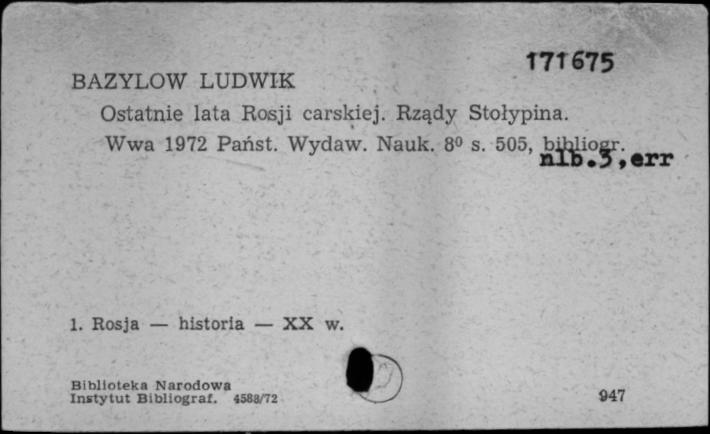 171675
BAZYLOW LUDWIK
Ostatnie lata Rosji carskiej. Rządy Stołypina.
Wwa 1972 Państ. Wydaw. Nauk. 8⁰ s. 505, bibliogr.
nlb.3,err
1. Rosja — historia — XX w.
Biblioteka Narodowa
Instytut Bibliograf. 4588/72
947